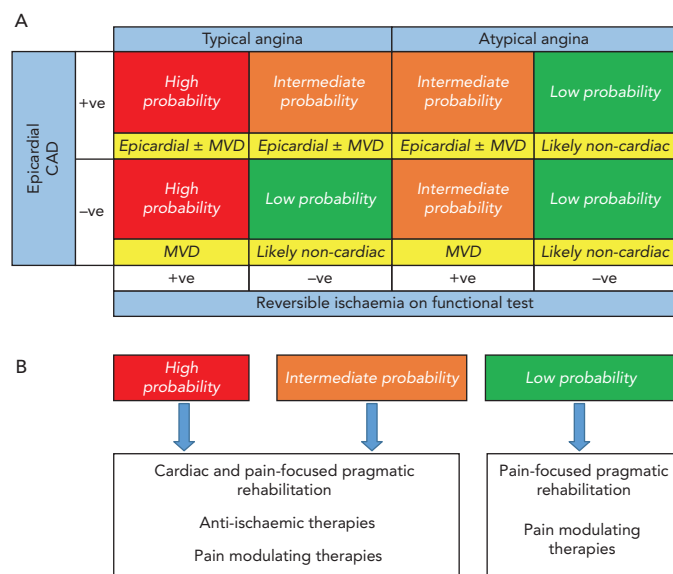 A
Typical angina
Atypical angina
Epicardial
CAD
+ve
High
probability
Intermediate
probability
Intermediate
probability
Low probability
Epicardial ± MVD
Epicardial ± MVD
Epicardial ± MVD
Likely non-cardiac
–ve
High
probability
Low probability
Intermediate
probability
Low probability
MVD
Likely non-cardiac
MVD
Likely non-cardiac
+ve
–ve
+ve
–ve
Reversible ischaemia on functional test
B
High
probability
Intermediate probability
Low probability
Cardiac and pain-focused pragmatic
rehabilitation
Anti-ischaemic therapies
Pain modulating therapies
Pain-focused pragmatic
rehabilitation
Pain modulating
therapies